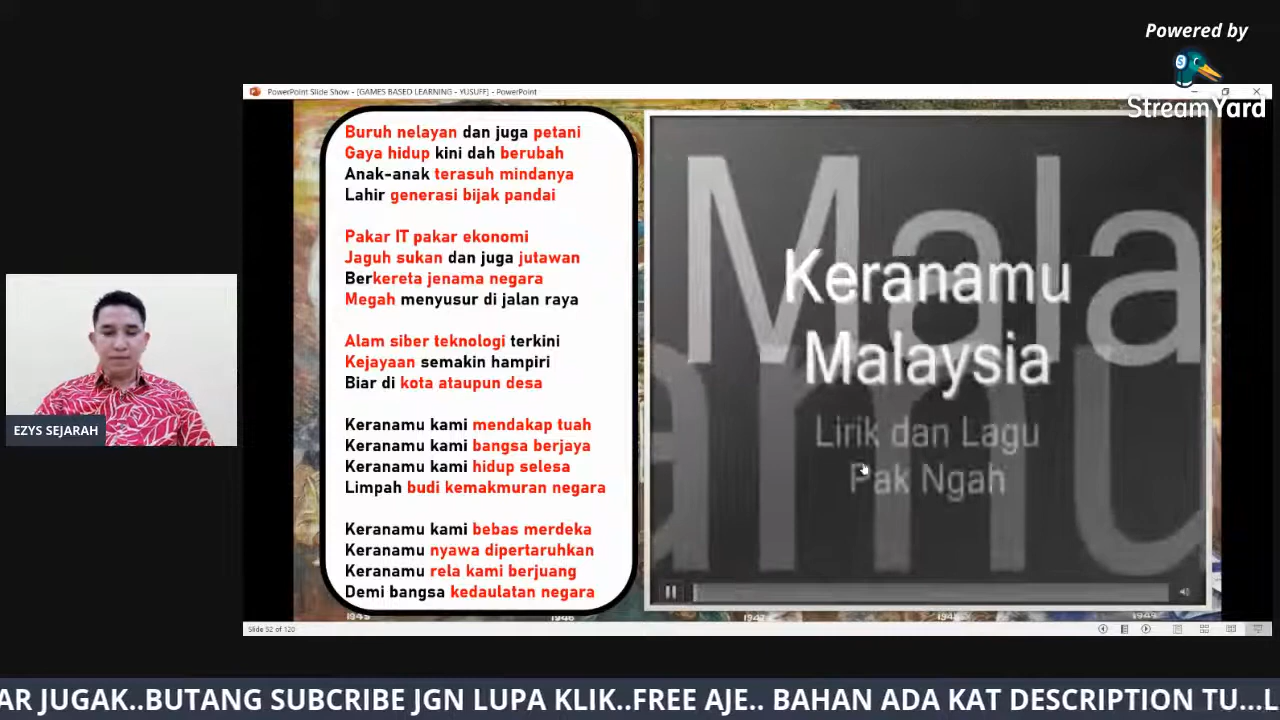 Powered by
StreamYard
PowerPoint Slide Show - [GAMES BASED LEARNING - YUSUFF] - PowerPoint
Buruh nelayan dan juga petani
Gaya hidup kini dah berubah
Anak-anak terasuh mindanya
Lahir generasi bijak pandai
Pakar IT pakar ekonomi
Jaguh sukan dan juga jutawan
Berkereta jenama negara
Megah menyusur di jalan raya
Alam siber teknologi terkini
Kejayaan semakin hampiri
Biar di kota ataupun desa
Keranamu kami mendakap tuah
Keranamu kami bangsa berjaya
Keranamu kami hidup selesa
Limpah budi kemakmuran negara
Keranamu kami bebas merdeka
Keranamu nyawa dipertaruhkan
Keranamu rela kami berjuang
Demi bangsa kedaulatan negara
Mala
Keranamu
Malaysia
Lirik dan Lagu
Pak Ngah
EZYS SEJARAH
Slide 52 of 120
AR JUGAK..BUTANG SUBCRIBE JGN LUPA KLIK..FREE AJE.. BAHAN ADA KAT DESCRIPTION TU...L